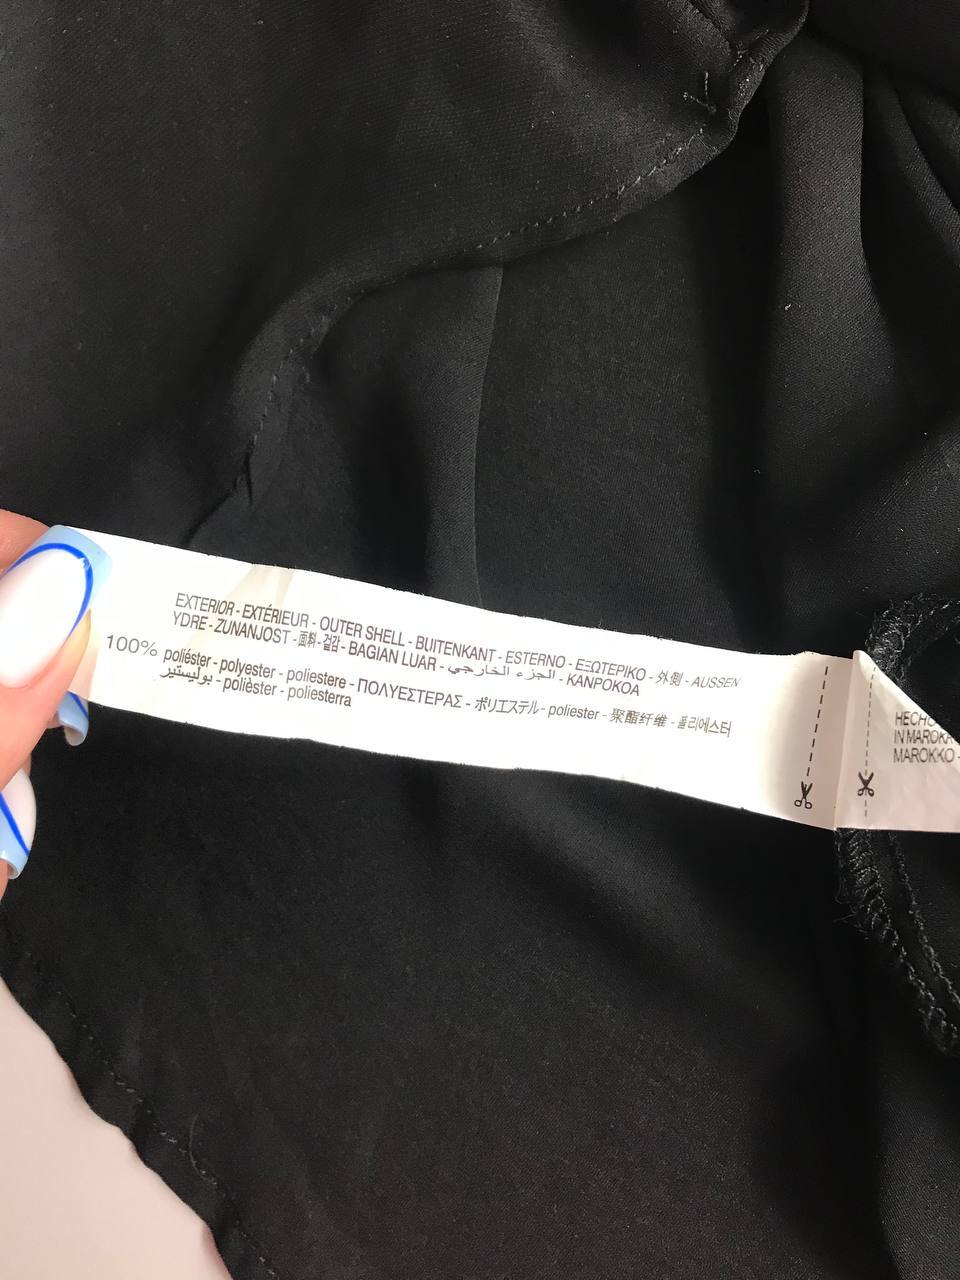 EXTERIOR - EXTÉRIEUR - OUTER SHELL - BUITENKANT - ESTERNO - ΕΞΩΤΕΡΙΚΟ - 外側 - AUSSEN
YDRE - ZUNANJOST - 面料 - 겉감 - BAGIAN LUAR - الجزء الخارجي - KANPOKOA
100% poliéster - polyester - poliestere - ΠΟΛΥΕΣΤΕΡΑΣ - ポリエステル - poliester - 聚酯纤维 - 폴리에스터
بوليستير - polièster - poliesterra
HECHO
IN MAROK
MAROKKO -